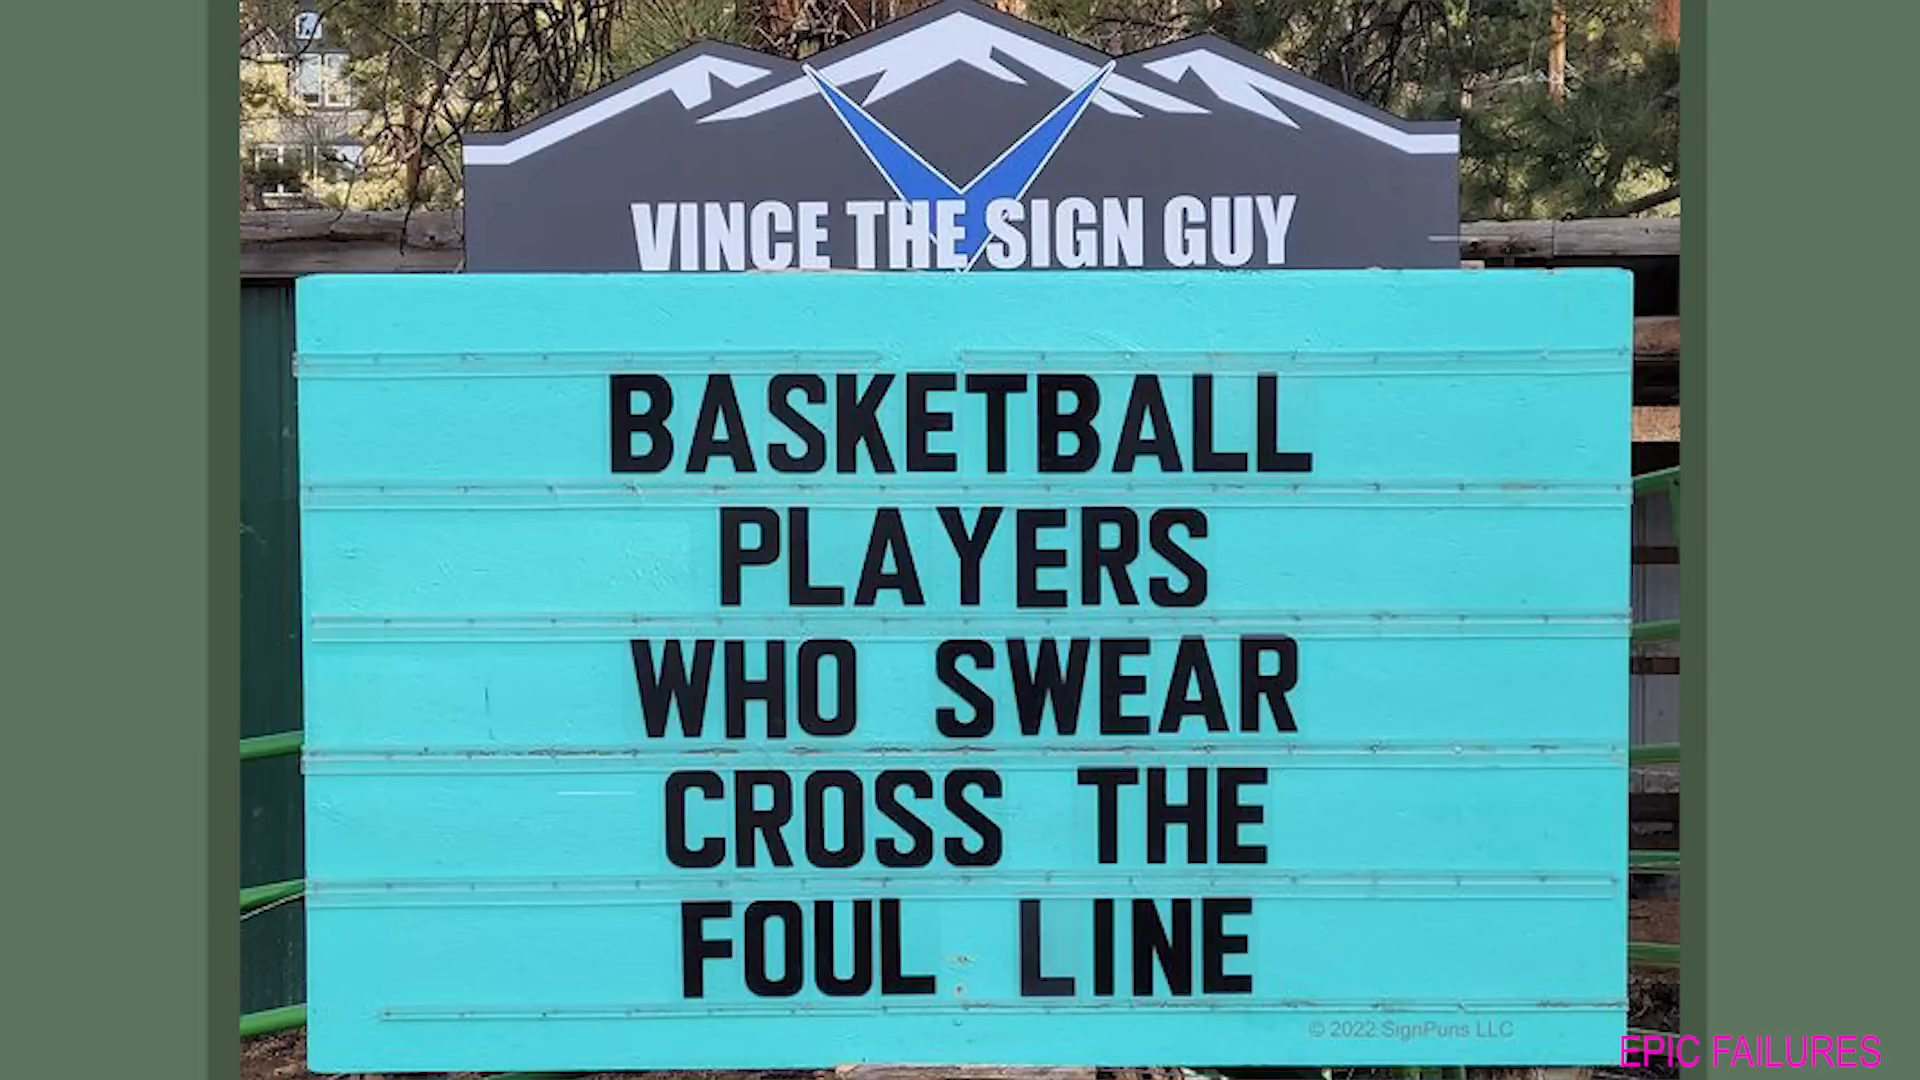 VINCE THE SIGN GUY
BASKETBALL
PLAYERS
WHO SWEAR
CROSS THE
FOUL LINE
© 2022 SignPuns LLC
EPIC FAILURES